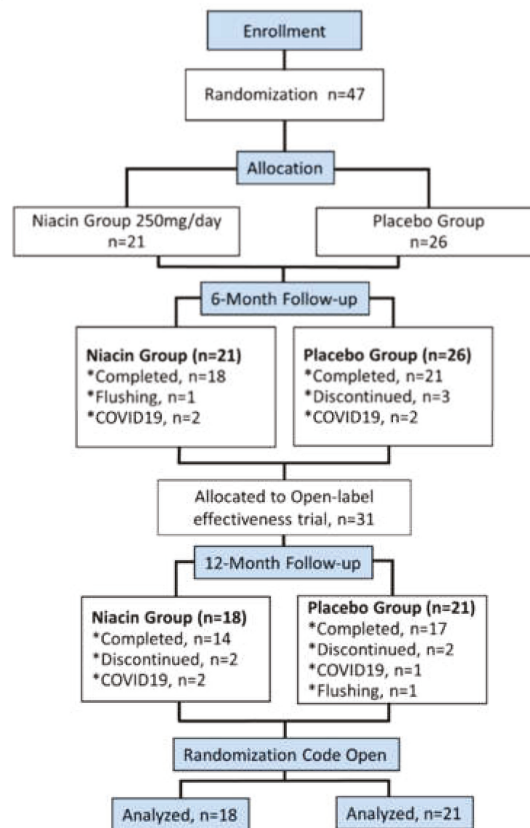 Enrollment
Randomization n=47
Allocation
Niacin Group 250mg/day
n=21
Placebo Group
n=26
6-Month Follow-up
Niacin Group (n=21)
*Completed, n=18
*Flushing, n=1
*COVID19, n=2
Placebo Group (n=26)
*Completed, n=21
*Discontinued, n=3
*COVID19, n=2
Allocated to Open-label
effectiveness trial, n=31
12-Month Follow-up
Niacin Group (n=18)
*Completed, n=14
*Discontinued, n=2
*COVID19, n=2
Placebo Group (n=21)
*Completed, n=17
*Discontinued, n=2
*COVID19, n=1
*Flushing, n=1
Randomization Code Open
Analyzed, n=18
Analyzed, n=21